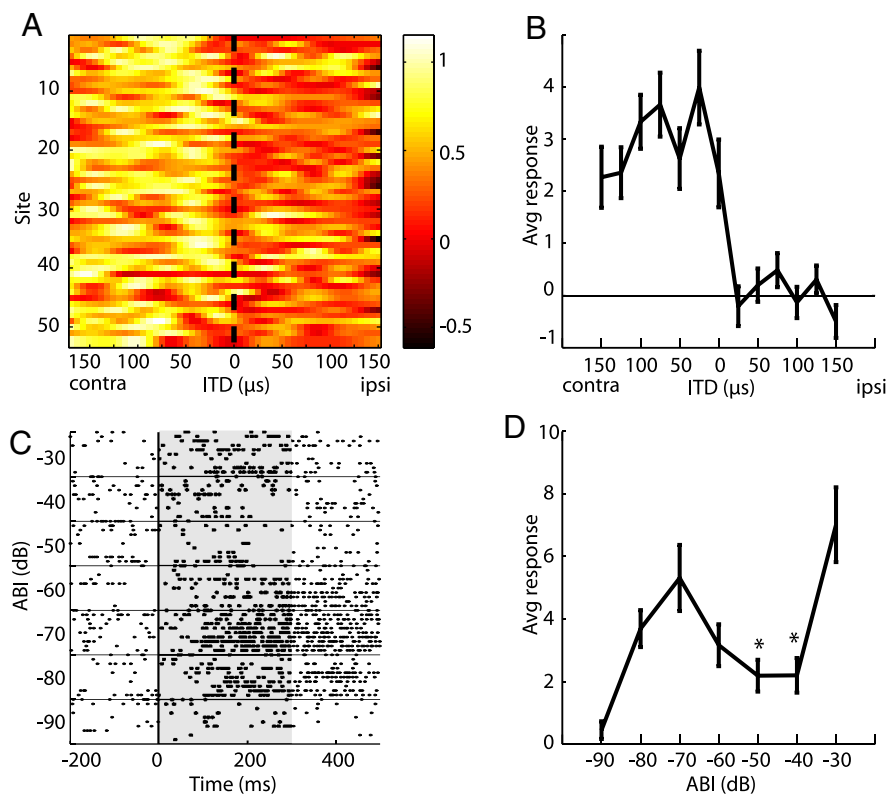 A
Site
10
20
30
40
50
150 100 50 0 50 100 150
contra ITD (µs) ipsi
1
0.5
0
-0.5
B
Avg response
5
4
3
2
1
0
-1
150 100 50 0 50 100 150
contra ITD (µs) ipsi
C
ABI (dB)
-30
-40
-50
-60
-70
-80
-90
-200 0 200 400
Time (ms)
D
Avg response
10
8
6
4
2
0
* *
-90 -80 -70 -60 -50 -40 -30
ABI (dB)